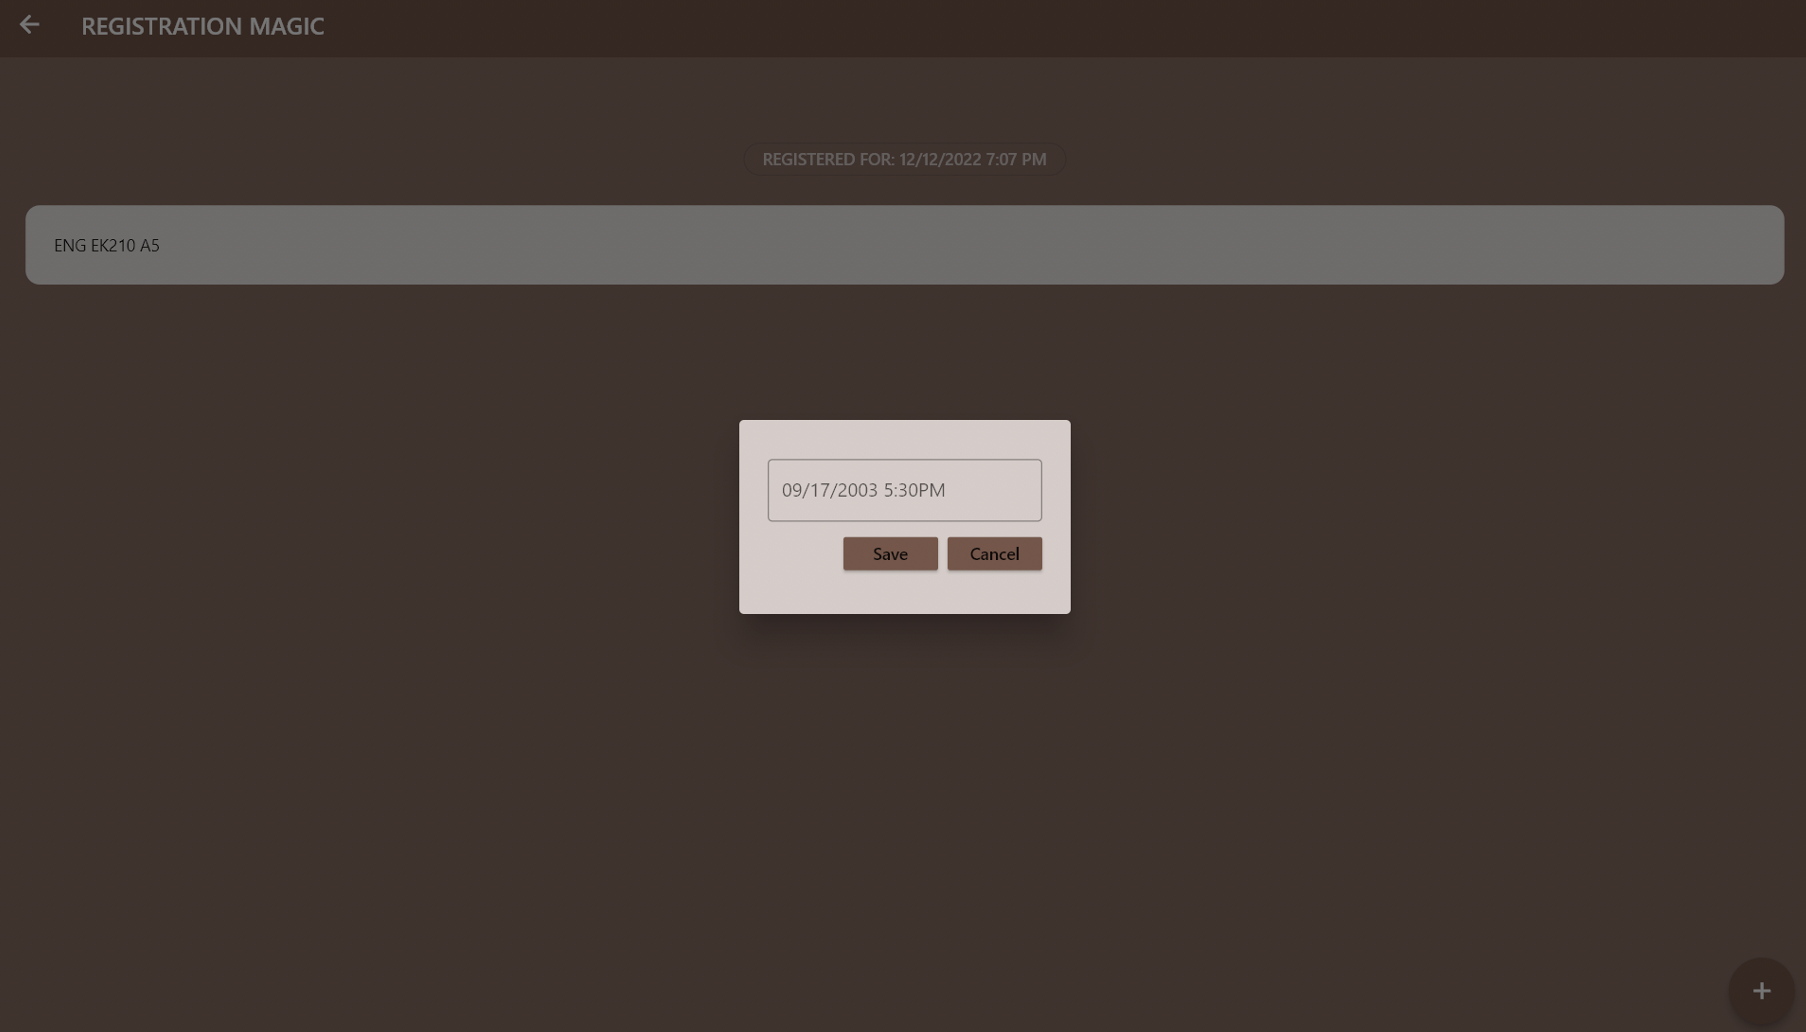 REGISTRATION MAGIC
REGISTERED FOR: 12/12/2022 7:07 PM
ENG EK210 A5
09/17/2003 5:30PM
Save Cancel